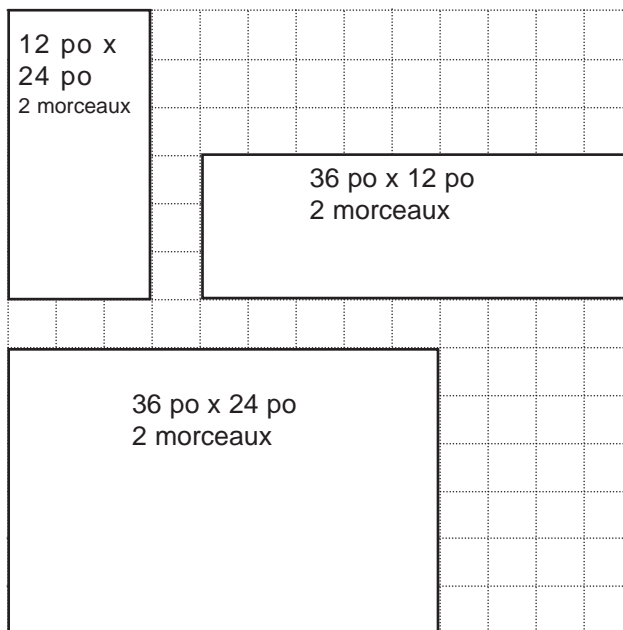 12 po x
24 po
2 morceaux
36 po x 12 po
2 morceaux
36 po x 24 po
2 morceaux